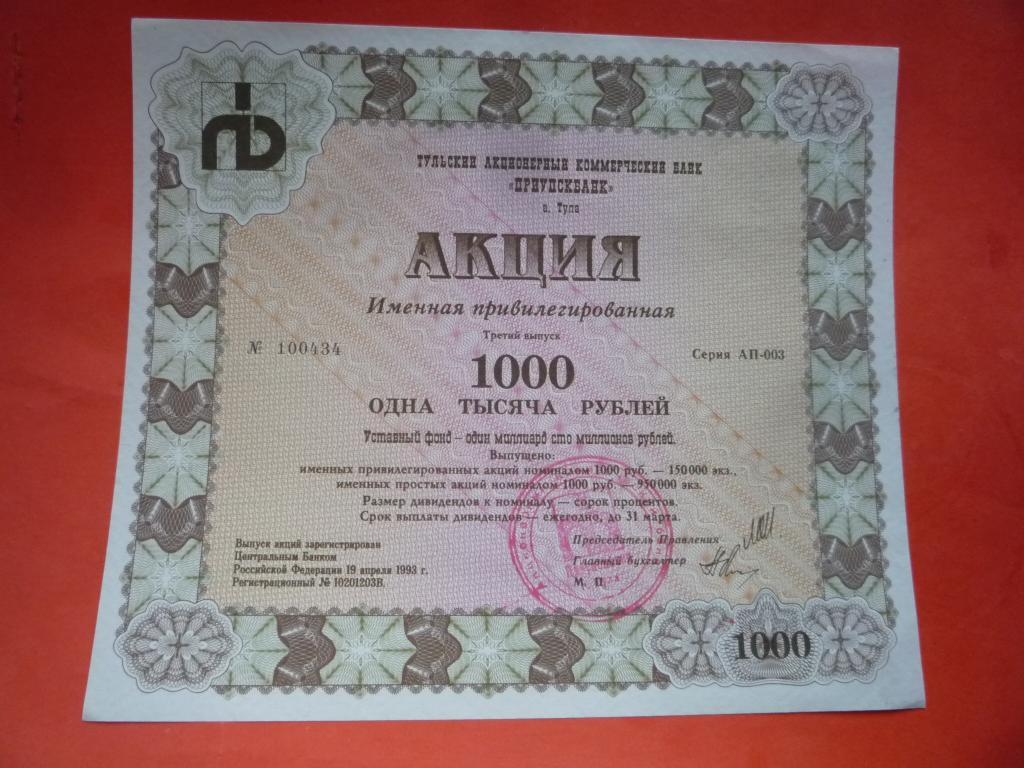 ТУЛЬСКИЙ АКЦИОНЕРНЫЙ КОММЕРЧЕСКИЙ БАНК
«ПРИУПСКБАНК»
г. Тула
АКЦИЯ
Именная привилегированная
Третий выпуск
№ 100434
Серия АП-003
1000
ОДНА ТЫСЯЧА РУБЛЕЙ
Уставный фонд – один миллиард сто миллионов рублей.
Выпущено:
именных привилегированных акций номиналом 1000 руб. — 150000 экз.,
именных простых акций номиналом 1000 руб. — 950000 экз.
Размер дивидендов к номиналу — сорок процентов.
Срок выплаты дивидендов — ежегодно, до 31 марта.
Выпуск акций зарегистрирован
Центральным Банком
Российской Федерации 19 апреля 1993 г.
Регистрационный № 10201203В.
Председатель Правления
Главный бухгалтер
М. П.
1000